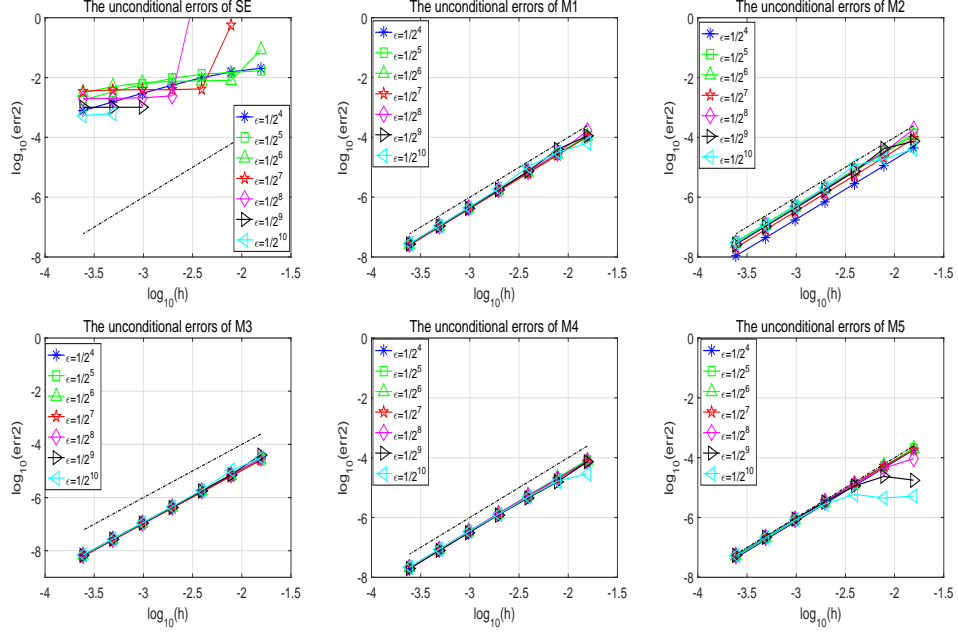 The unconditional errors of SE
log10(err2)
0
-2
-4
-6
-8
-4
-3.5
-3
-2.5
-2
-1.5
log10(h)
ϵ=1/2^4
ϵ=1/2^5
ϵ=1/2^6
ϵ=1/2^7
ϵ=1/2^8
ϵ=1/2^9
ϵ=1/2^10
The unconditional errors of M1
log10(err2)
0
-2
-4
-6
-8
-4
-3.5
-3
-2.5
-2
-1.5
log10(h)
ϵ=1/2^4
ϵ=1/2^5
ϵ=1/2^6
ϵ=1/2^7
ϵ=1/2^8
ϵ=1/2^9
ϵ=1/2^10
The unconditional errors of M2
log10(err2)
0
-2
-4
-6
-8
-4
-3.5
-3
-2.5
-2
-1.5
log10(h)
ϵ=1/2^4
ϵ=1/2^5
ϵ=1/2^6
ϵ=1/2^7
ϵ=1/2^8
ϵ=1/2^9
ϵ=1/2^10
The unconditional errors of M3
log10(err2)
0
-2
-4
-6
-8
-4
-3.5
-3
-2.5
-2
-1.5
log10(h)
ϵ=1/2^4
ϵ=1/2^5
ϵ=1/2^6
ϵ=1/2^7
ϵ=1/2^8
ϵ=1/2^9
ϵ=1/2^10
The unconditional errors of M4
log10(err2)
0
-2
-4
-6
-8
-4
-3.5
-3
-2.5
-2
-1.5
log10(h)
ϵ=1/2^4
ϵ=1/2^5
ϵ=1/2^6
ϵ=1/2^7
ϵ=1/2^8
ϵ=1/2^9
ϵ=1/2^10
The unconditional errors of M5
log10(err2)
0
-2
-4
-6
-8
-4
-3.5
-3
-2.5
-2
-1.5
log10(h)
ϵ=1/2^4
ϵ=1/2^5
ϵ=1/2^6
ϵ=1/2^7
ϵ=1/2^8
ϵ=1/2^9
ϵ=1/2^10